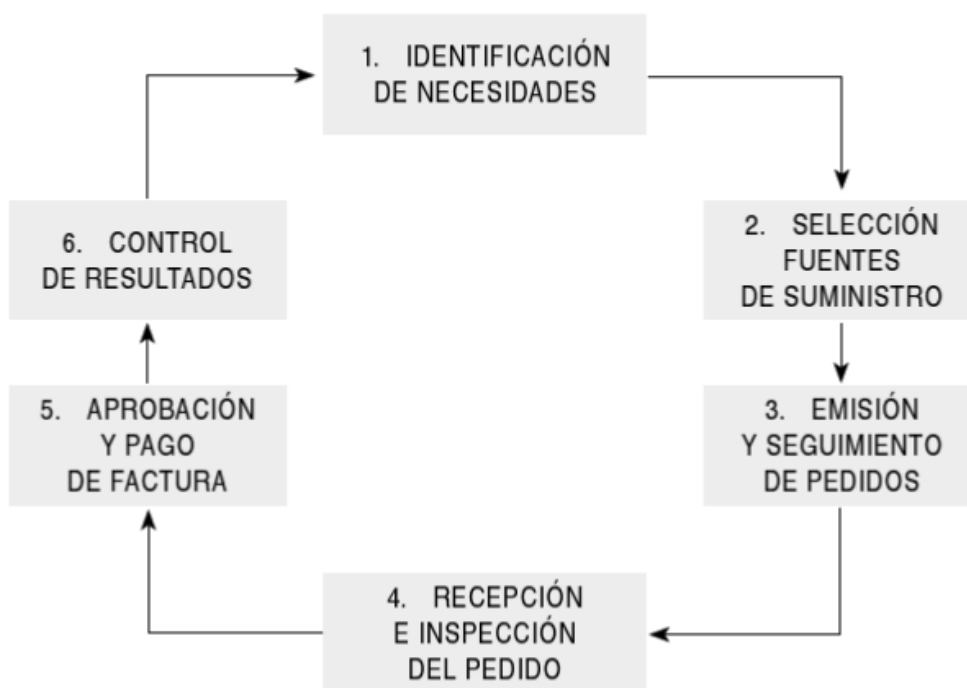 1. IDENTIFICACIÓN
DE NECESIDADES
2. SELECCIÓN
FUENTES
DE SUMINISTRO
3. EMISIÓN
Y SEGUIMIENTO
DE PEDIDOS
4. RECEPCIÓN
E INSPECCIÓN
DEL PEDIDO
5. APROBACIÓN
Y PAGO
DE FACTURA
6. CONTROL
DE RESULTADOS